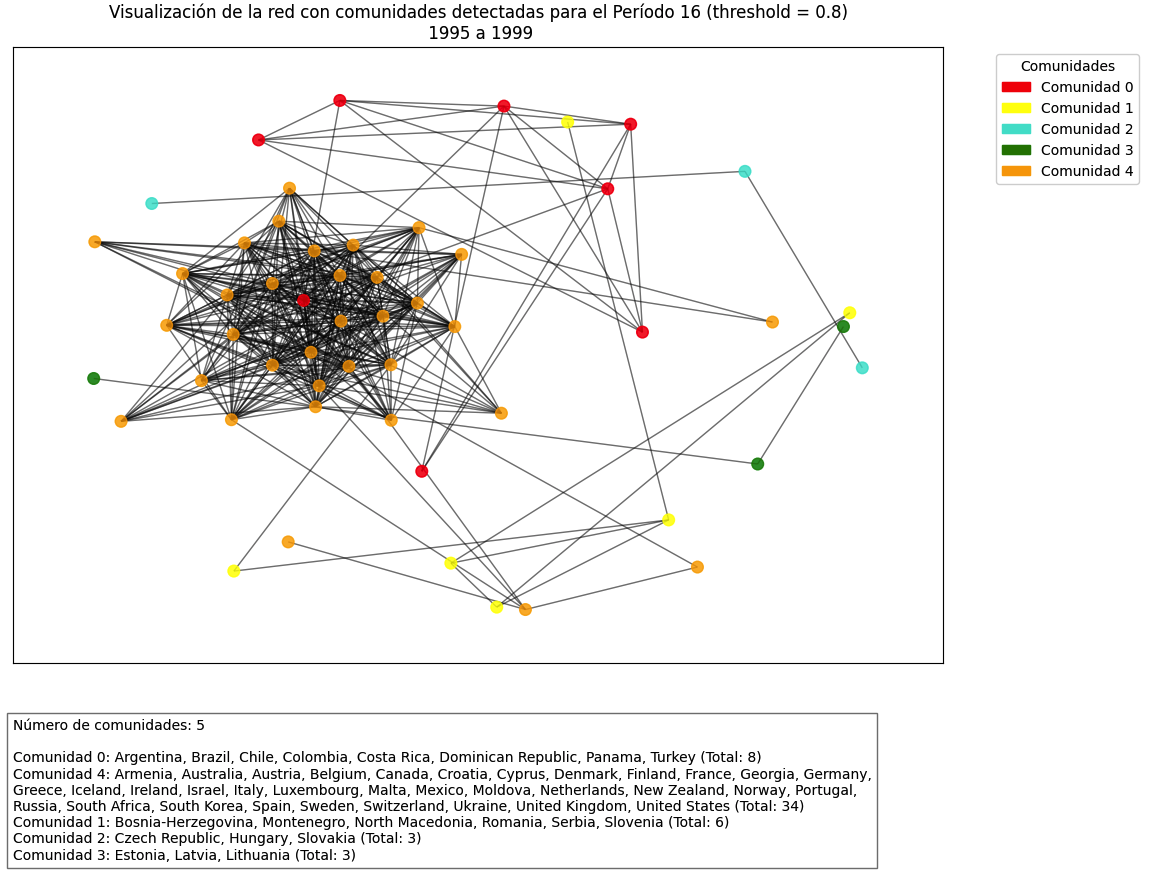 Visualización de la red con comunidades detectadas para el Período 16 (threshold = 0.8)
1995 a 1999
Comunidades
Comunidad 0
Comunidad 1
Comunidad 2
Comunidad 3
Comunidad 4
Número de comunidades: 5
Comunidad 0: Argentina, Brazil, Chile, Colombia, Costa Rica, Dominican Republic, Panama, Turkey (Total: 8)
Comunidad 4: Armenia, Australia, Austria, Belgium, Canada, Croatia, Cyprus, Denmark, Finland, France, Georgia, Germany,
Greece, Iceland, Ireland, Israel, Italy, Luxembourg, Malta, Mexico, Moldova, Netherlands, New Zealand, Norway, Portugal,
Russia, South Africa, South Korea, Spain, Sweden, Switzerland, Ukraine, United Kingdom, United States (Total: 34)
Comunidad 1: Bosnia-Herzegovina, Montenegro, North Macedonia, Romania, Serbia, Slovenia (Total: 6)
Comunidad 2: Czech Republic, Hungary, Slovakia (Total: 3)
Comunidad 3: Estonia, Latvia, Lithuania (Total: 3)